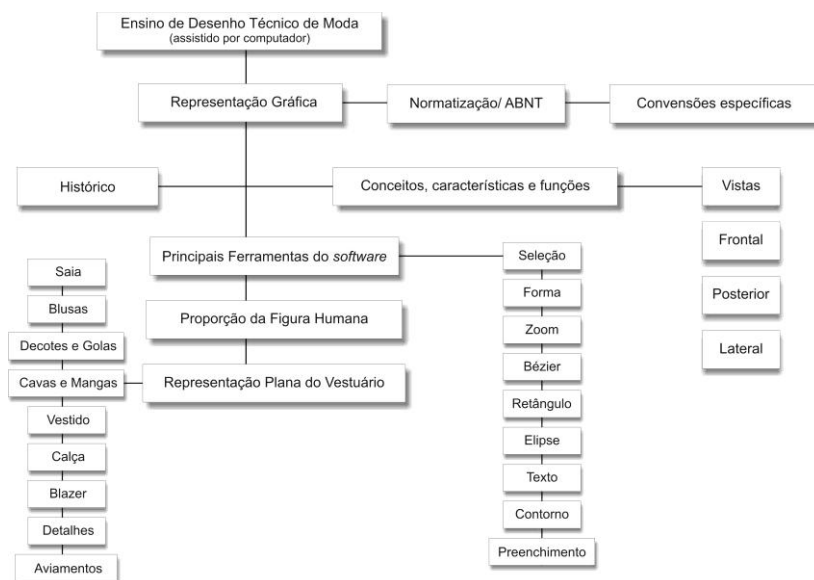 Ensino de Desenho Técnico de Moda
(assistido por computador)
Representação Gráfica
Normatização/ ABNT
Convensões específicas
Histórico
Conceitos, características e funções
Vistas
Frontal
Posterior
Lateral
Principais Ferramentas do software
Seleção
Forma
Zoom
Bézier
Retângulo
Elipse
Texto
Contorno
Preenchimento
Proporção da Figura Humana
Representação Plana do Vestuário
Saia
Blusas
Decotes e Golas
Cavas e Mangas
Vestido
Calça
Blazer
Detalhes
Aviamentos